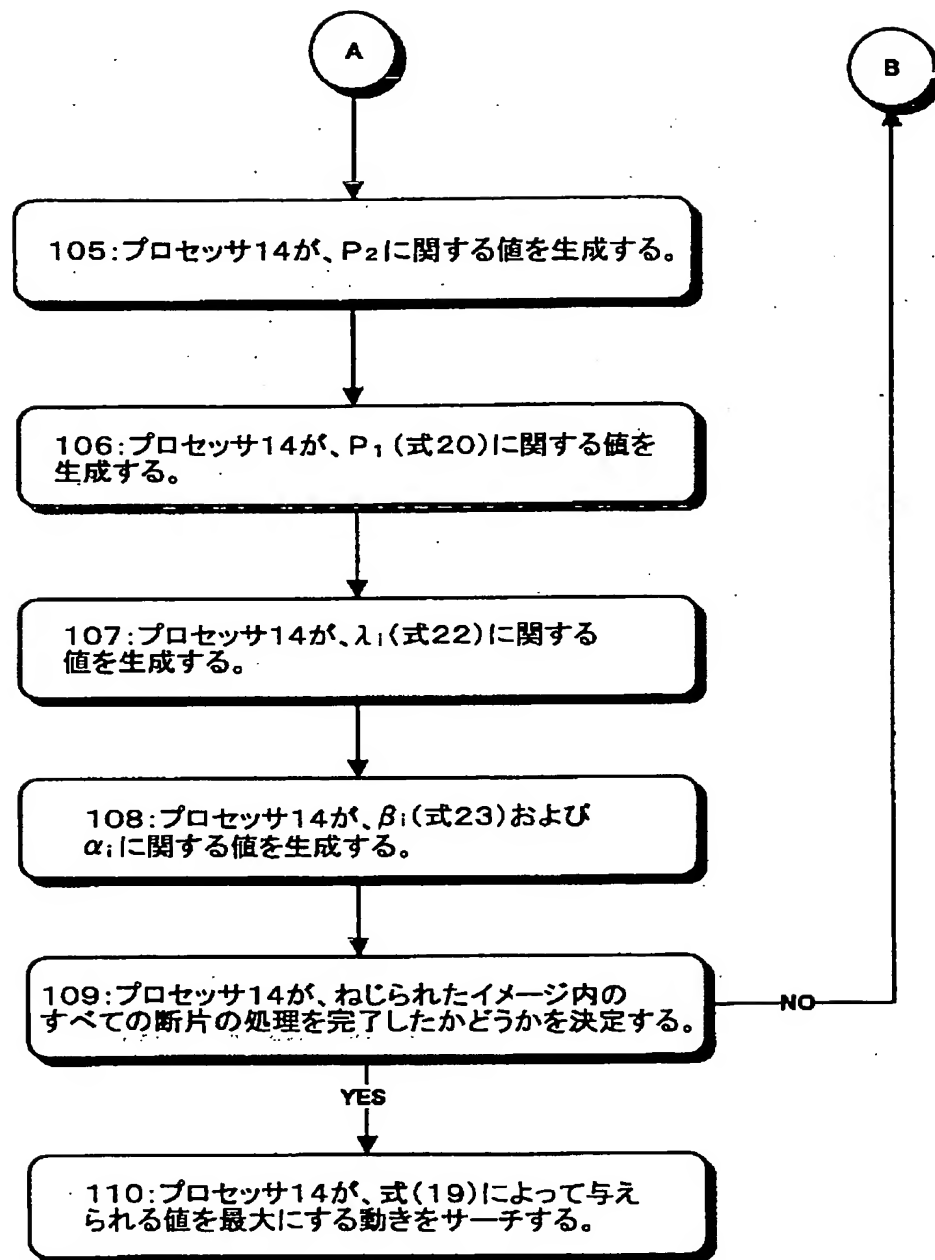 A
B
105:プロセッサ14が、P₂に関する値を生成する。
106:プロセッサ14が、P₁(式20)に関する値を
生成する。
107:プロセッサ14が、λᵢ(式22)に関する
値を生成する。
108:プロセッサ14が、βᵢ(式23)および
αᵢに関する値を生成する。
109:プロセッサ14が、ねじられたイメージ内の
すべての断片の処理を完了したかどうかを決定する。
NO
YES
110:プロセッサ14が、式(19)によって与え
られる値を最大にする動きをサーチする。